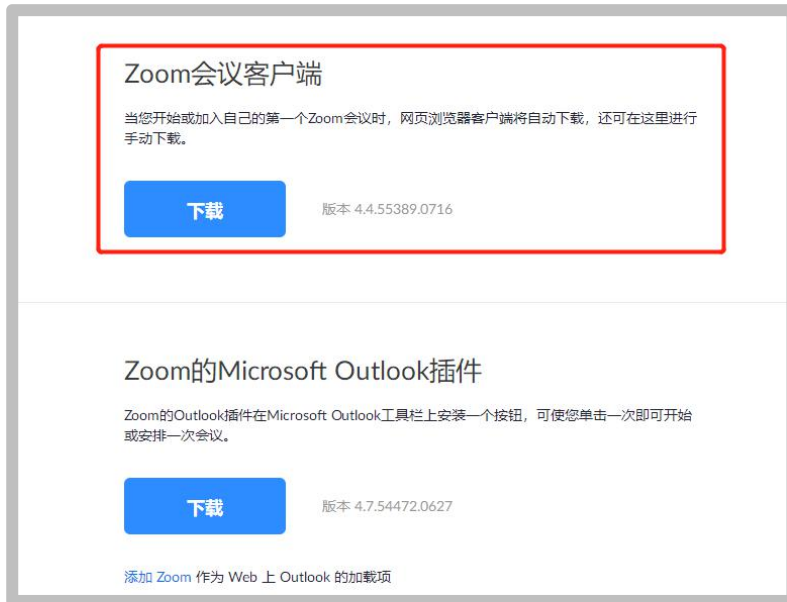 Zoom会议客户端
当您开始或加入自己的第一个Zoom会议时，网页浏览器客户端将自动下载，还可在这里进行
手动下载。
下载 版本 4.4.55389.0716
Zoom的Microsoft Outlook插件
Zoom的Outlook插件在Microsoft Outlook工具栏上安装一个按钮，可使您单击一次即可开始
或安排一次会议。
下载 版本 4.7.54472.0627
添加 Zoom 作为 Web 上 Outlook 的加载项